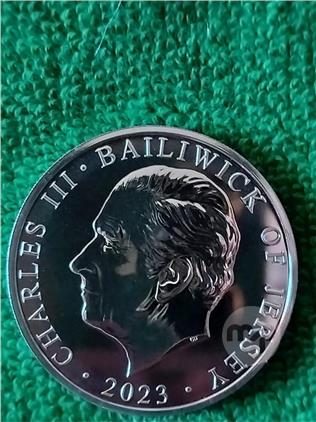 CHARLES III · BAILIWICK OF JERSEY ·
2023 ·